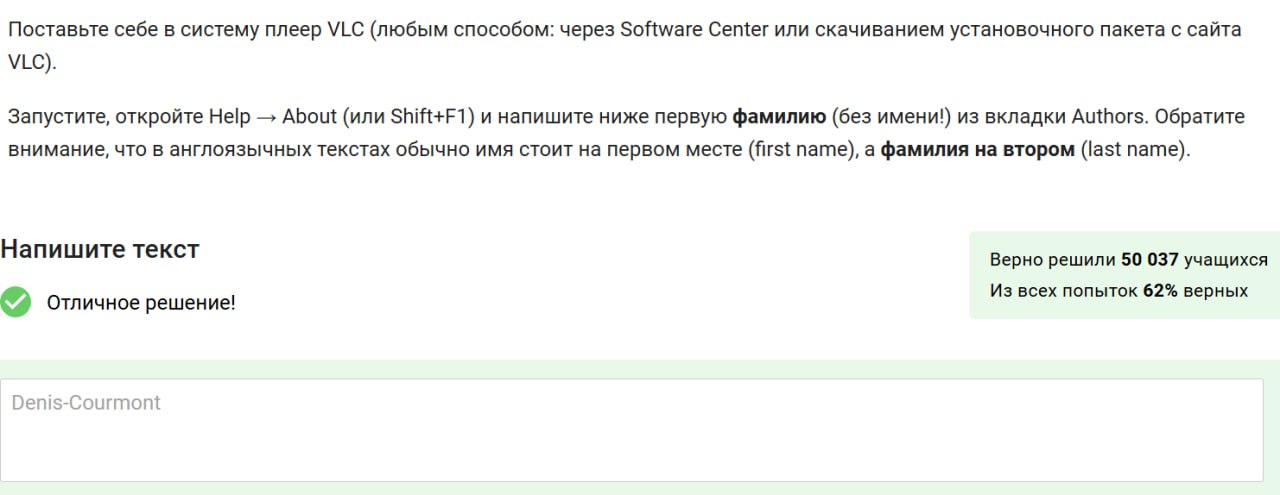 Поставьте себе в систему плеер VLC (любым способом: через Software Center или скачиванием установочного пакета с сайта
VLC).
Запустите, откройте Help → About (или Shift+F1) и напишите ниже первую фамилию (без имени!) из вкладки Authors. Обратите
внимание, что в англоязычных текстах обычно имя стоит на первом месте (first name), а фамилия на втором (last name).
Напишите текст
Отличное решение!
Верно решили 50 037 учащихся
Из всех попыток 62% верных
Denis-Courmont